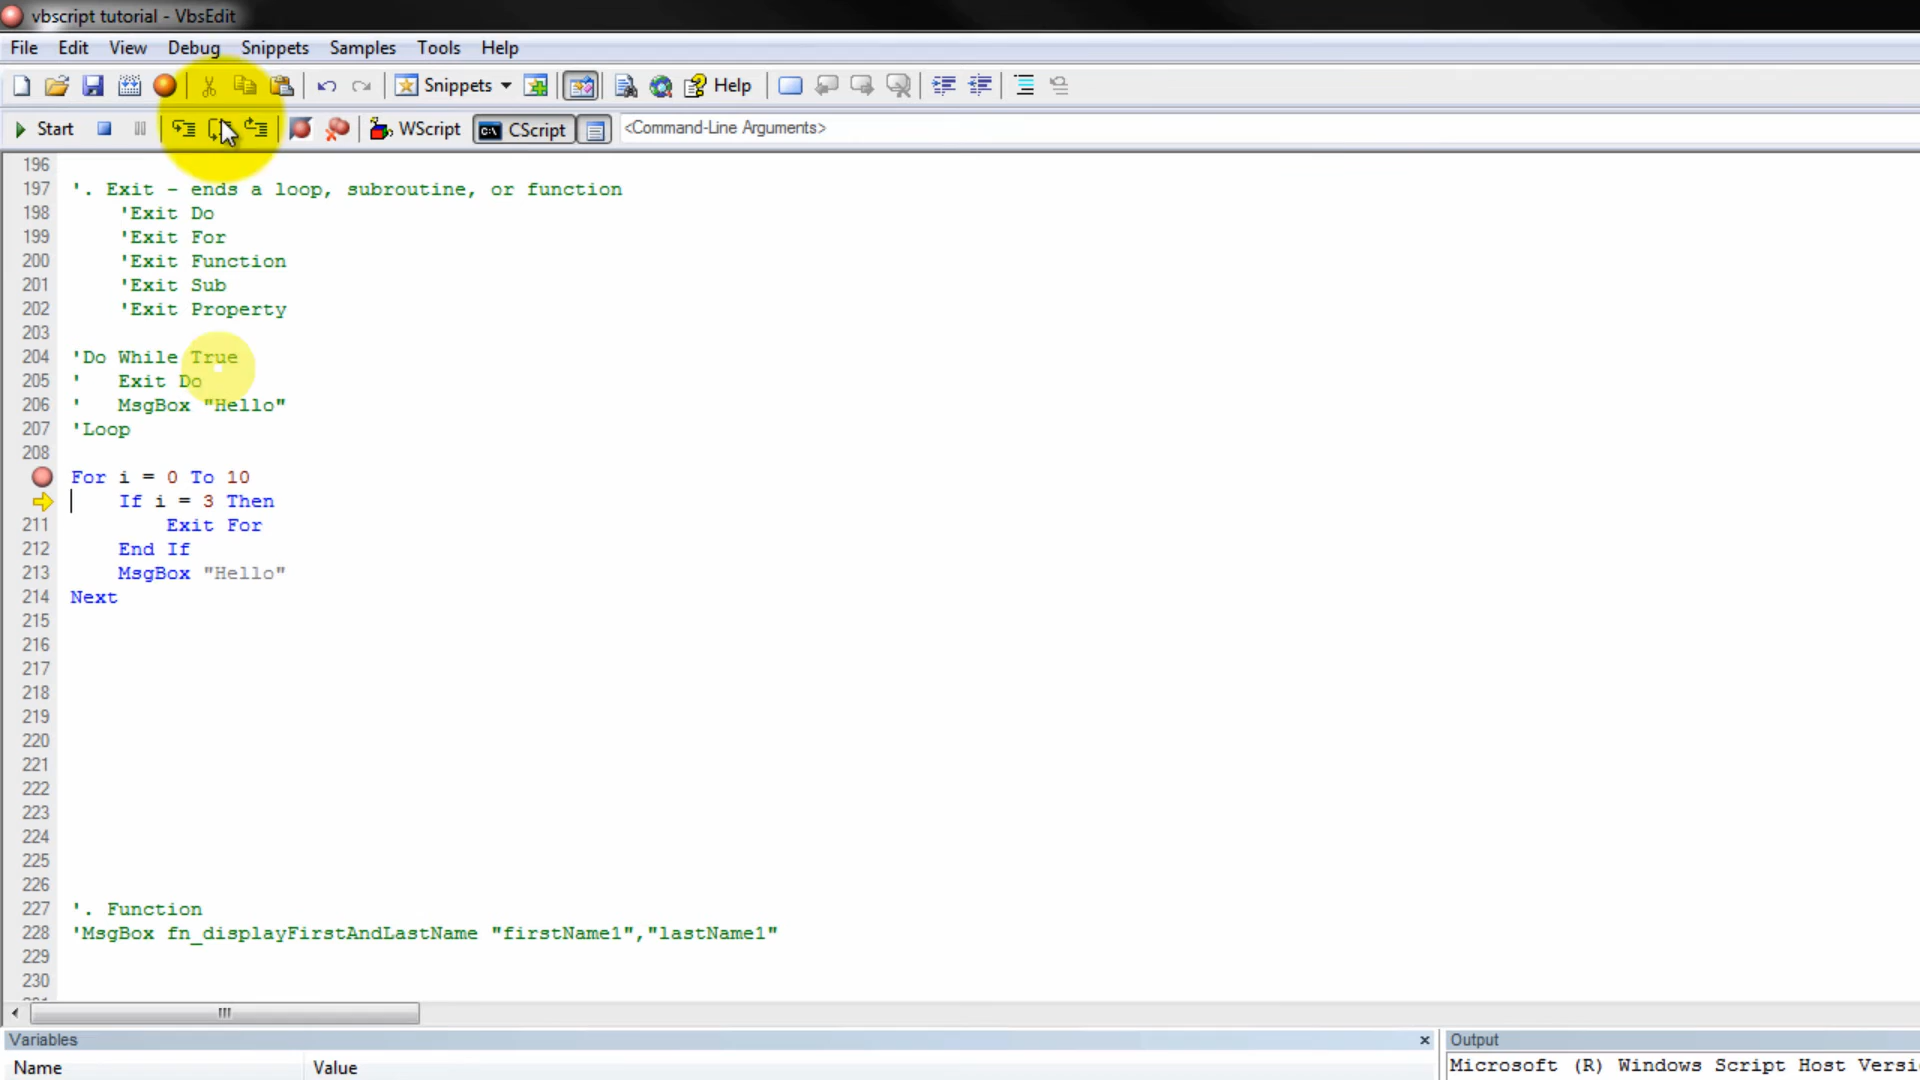 vbscript tutorial - VbsEdit
File Edit View Debug Snippets Samples Tools Help
Snippets Help
Start WScript CScript <Command-Line Arguments>
196
197 '. Exit - ends a loop, subroutine, or function
198 'Exit Do
199 'Exit For
200 'Exit Function
201 'Exit Sub
202 'Exit Property
203
204 'Do While True
205 ' Exit Do
206 ' MsgBox "Hello"
207 'Loop
208
For i = 0 To 10
If i = 3 Then
211 Exit For
212 End If
213 MsgBox "Hello"
214 Next
215
216
217
218
219
220
221
222
223
224
225
226
227 '. Function
228 'MsgBox fn_displayFirstAndLastName "firstName1","lastName1"
229
230
Variables Output
Name Value Microsoft (R) Windows Script Host Versi